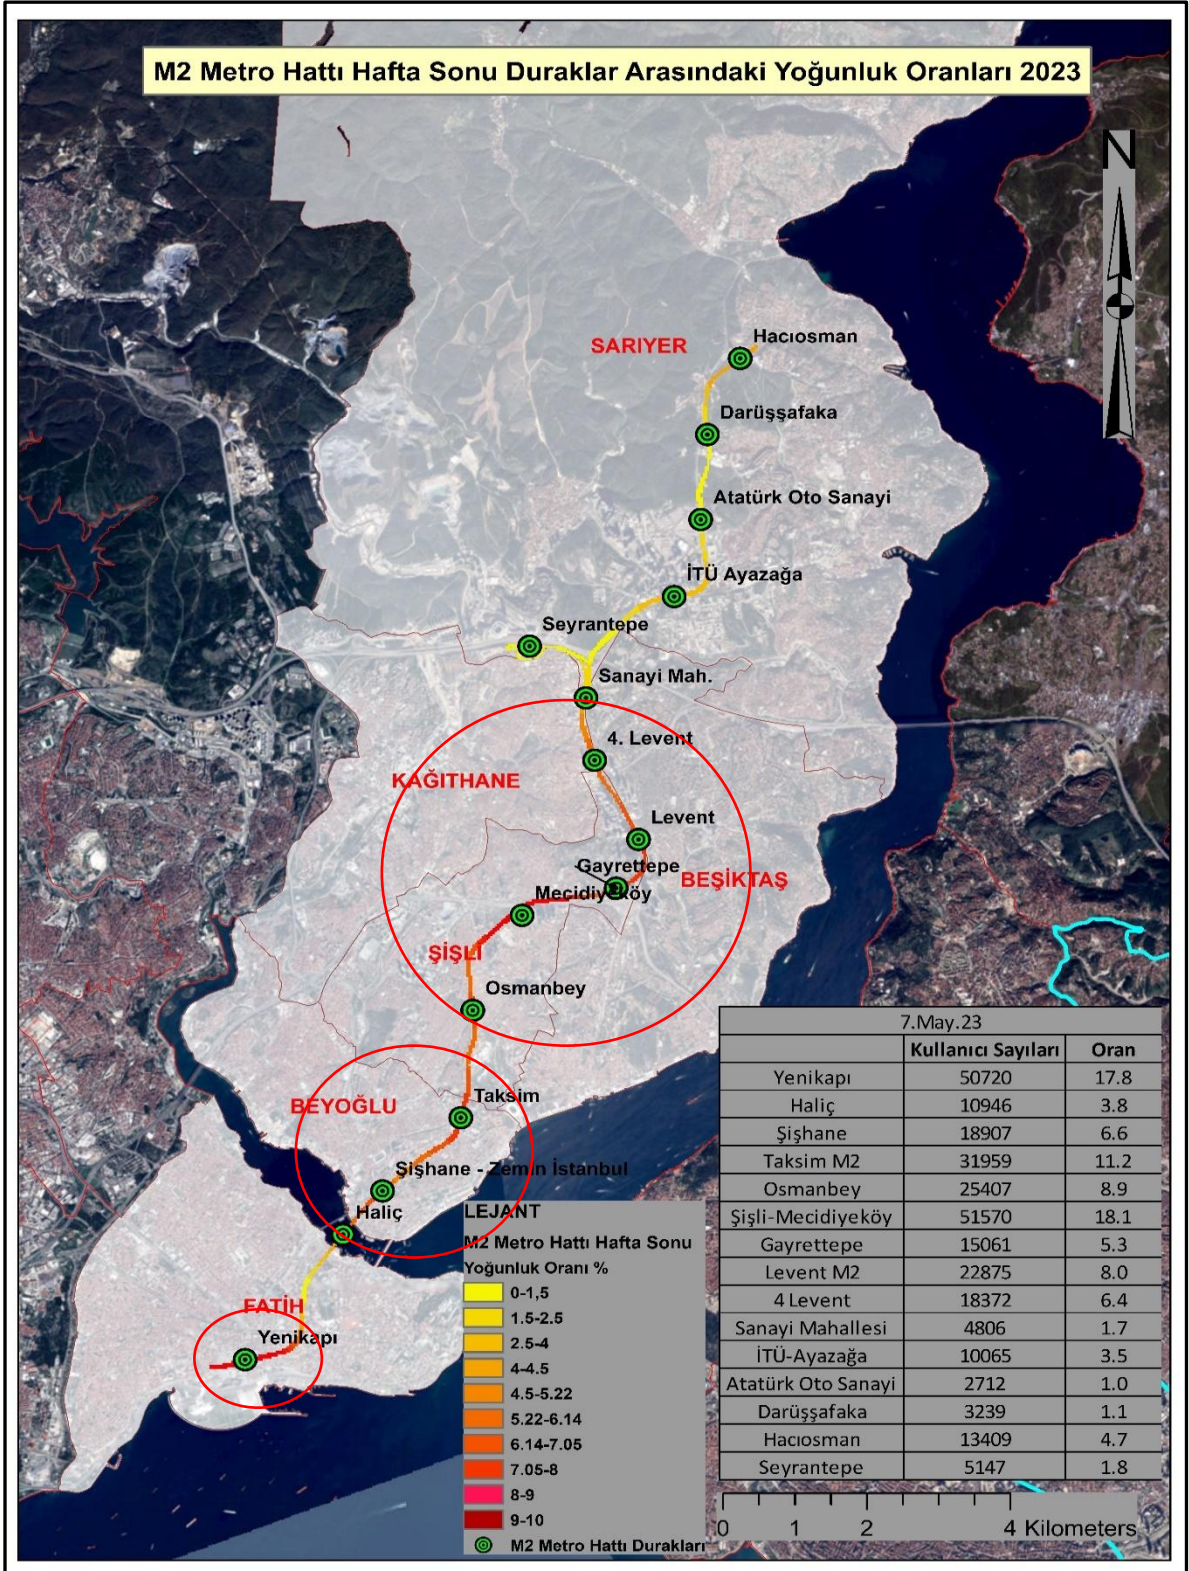 M2 Metro Hattı Hafta Sonu Duraklar Arasındaki Yoğunluk Oranları 2023
N
SARIYER
Hacıosman
Darüşşafaka
Atatürk Oto Sanayi
İTÜ Ayazağa
Seyrantepe
Sanayi Mah.
4. Levent
KAĞITHANE
Levent
Gayrettepe
BEŞİKTAŞ
Mecidiyeköy
ŞİŞLİ
Osmanbey
BEYOĞLU
Taksim
Şişhane - Zemin İstanbul
Haliç
FATİH
Yenikapı
LEJANT
M2 Metro Hattı Hafta Sonu
Yoğunluk Oranı %
0-1,5
1.5-2.5
2.5-4
4-4.5
4.5-5.22
5.22-6.14
6.14-7.05
7.05-8
8-9
9-10
M2 Metro Hattı Durakları
7.May.23
Kullanıcı Sayıları Oran
Yenikapı 50720 17.8
Haliç 10946 3.8
Şişhane 18907 6.6
Taksim M2 31959 11.2
Osmanbey 25407 8.9
Şişli-Mecidiyeköy 51570 18.1
Gayrettepe 15061 5.3
Levent M2 22875 8.0
4 Levent 18372 6.4
Sanayi Mahallesi 4806 1.7
İTÜ-Ayazağa 10065 3.5
Atatürk Oto Sanayi 2712 1.0
Darüşşafaka 3239 1.1
Hacıosman 13409 4.7
Seyrantepe 5147 1.8
0 1 2 4 Kilometers